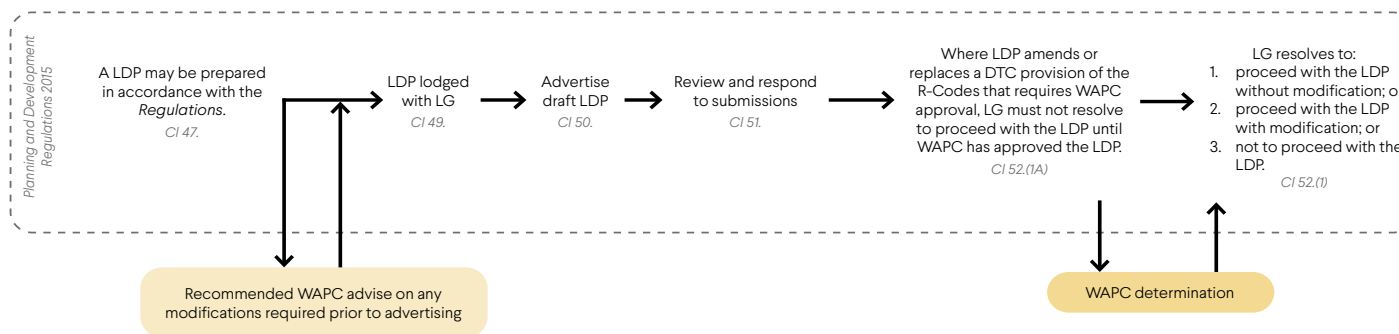 Planning and Development
Regulations 2015
A LDP may be prepared
in accordance with the
Regulations.
Cl 47.
LDP lodged
with LG
Cl 49.
Advertise
draft LDP
Cl 50.
Review and respond
to submissions
Cl 51.
Where LDP amends or
replaces a DTC provision of the
R-Codes that requires WAPC
approval, LG must not resolve
to proceed with the LDP until
WAPC has approved the LDP.
Cl 52.(1A)
LG resolves to:
1. proceed with the LDP
without modification; o
2. proceed with the LDP
with modification; or
3. not to proceed with the
LDP.
Cl 52.(1)
Recommended WAPC advise on any
modifications required prior to advertising
WAPC determination